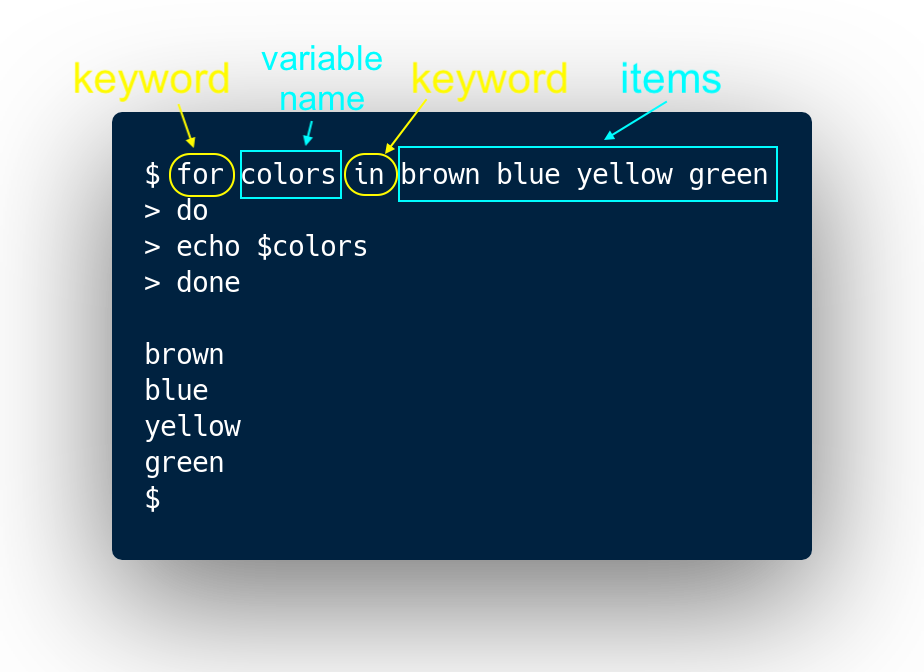 keyword variable name keyword items
$ for colors in brown blue yellow green
> do
> echo $colors
> done
brown
blue
yellow
green
$